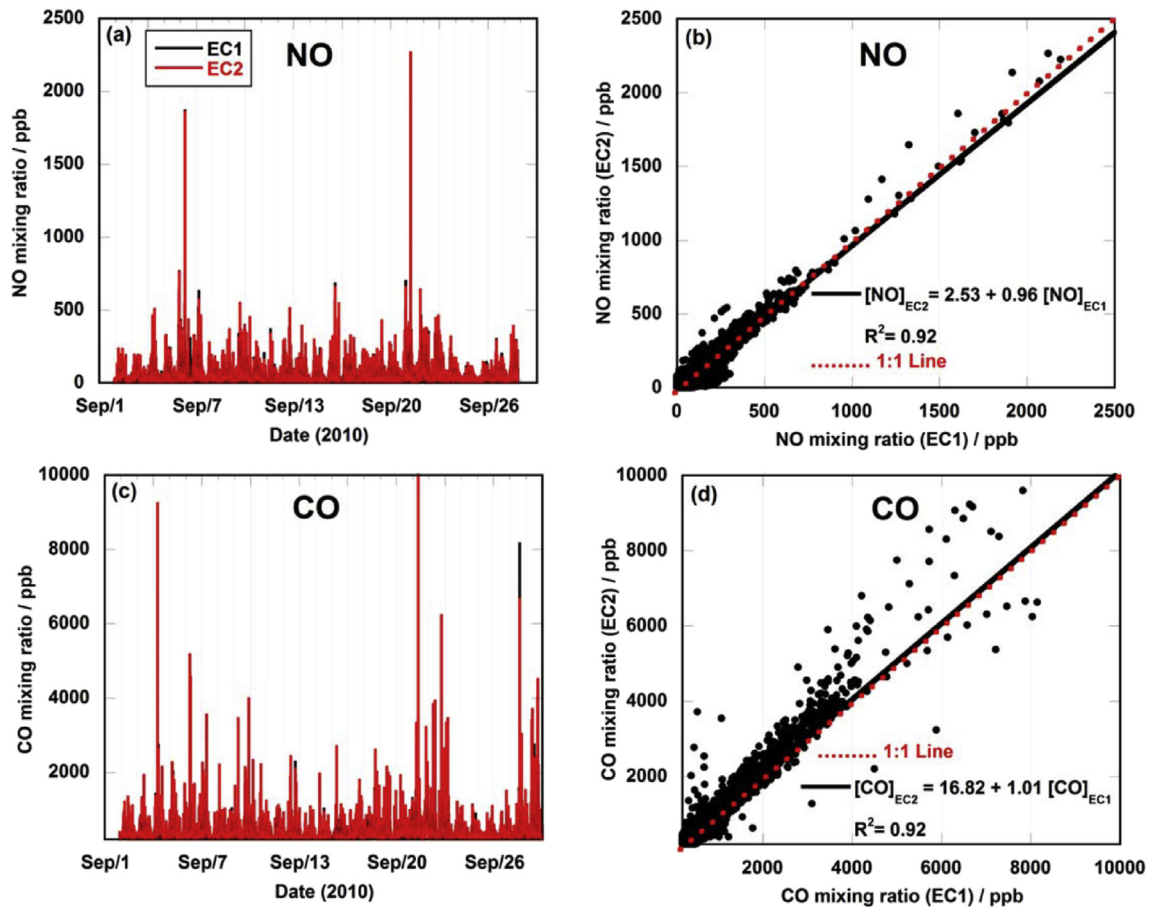 (a)
EC1
EC2
NO
NO mixing ratio / ppb
2500
2000
1500
1000
500
0
Sep/1 Sep/7 Sep/13 Sep/20 Sep/26
Date (2010)
(b)
NO
NO mixing ratio (EC2) / ppb
2500
2000
1500
1000
500
0
[NO]EC2 = 2.53 + 0.96 [NO]EC1
R2= 0.92
1:1 Line
0 500 1000 1500 2000 2500
NO mixing ratio (EC1) / ppb
(c)
CO
CO mixing ratio / ppb
10000
8000
6000
4000
2000
Sep/1 Sep/7 Sep/13 Sep/20 Sep/26
Date (2010)
(d)
CO
CO mixing ratio (EC2) / ppb
10000
8000
6000
4000
2000
1:1 Line
[CO]EC2 = 16.82 + 1.01 [CO]EC1
R2= 0.92
2000 4000 6000 8000 10000
CO mixing ratio (EC1) / ppb